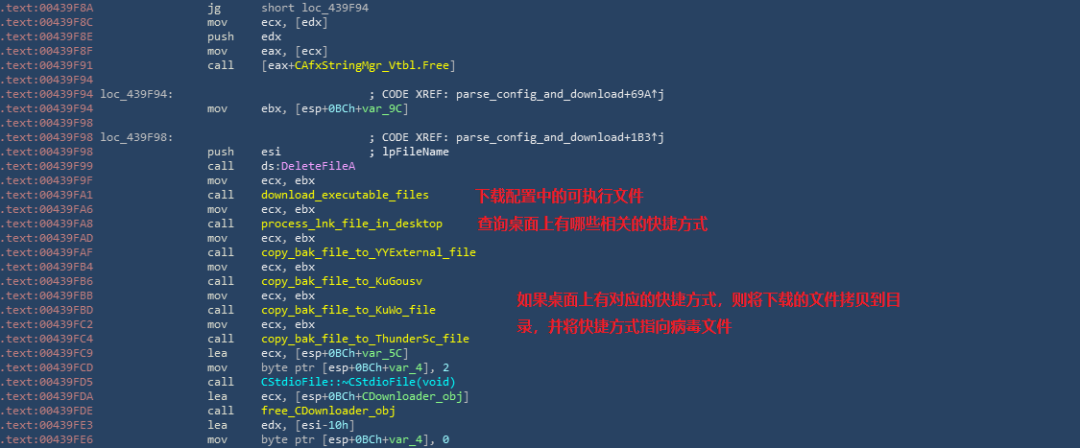 .text:00439F8A jg short loc_439F94
.text:00439F8C mov ecx, [edx]
.text:00439F8E push edx
.text:00439F8F mov eax, [ecx]
.text:00439F91 call [eax+CAfxStringMgr_Vtbl.Free]
.text:00439F94
.text:00439F94 loc_439F94: ; CODE XREF: parse_config_and_download+69A↑j
.text:00439F94 mov ebx, [esp+0BCh+var_9C]
.text:00439F98
.text:00439F98 loc_439F98: ; CODE XREF: parse_config_and_download+1B3↑j
.text:00439F98 push esi ; lpFileName
.text:00439F99 call ds:DeleteFileA
.text:00439F9F mov ecx, ebx
.text:00439FA1 call download_executable_files 下载配置中的可执行文件
.text:00439FA6 mov ecx, ebx
.text:00439FA8 call process_lnk_file_in_desktop 查询桌面上有哪些相关的快捷方式
.text:00439FAD mov ecx, ebx
.text:00439FAF call copy_bak_file_to_YYExternal_file
.text:00439FB4 mov ecx, ebx
.text:00439FB6 call copy_bak_file_to_KuGousv
.text:00439FBB mov ecx, ebx 如果桌面上有对应的快捷方式，则将下载的文件拷贝到目
.text:00439FBD call copy_bak_file_to_KuWo_file
.text:00439FC2 mov ecx, ebx 录，并将快捷方式指向病毒文件
.text:00439FC4 call copy_bak_file_to_ThunderSc_file
.text:00439FC9 lea ecx, [esp+0BCh+var_5C]
.text:00439FCD mov byte ptr [esp+0BCh+var_4], 2
.text:00439FD5 call CStdioFile::~CStdioFile(void)
.text:00439FDA lea ecx, [esp+0BCh+CDownloader_obj]
.text:00439FDE call free_CDownloader_obj
.text:00439FE3 lea edx, [esi-10h]
.text:00439FE6 mov byte ptr [esp+0BCh+var_4], 0